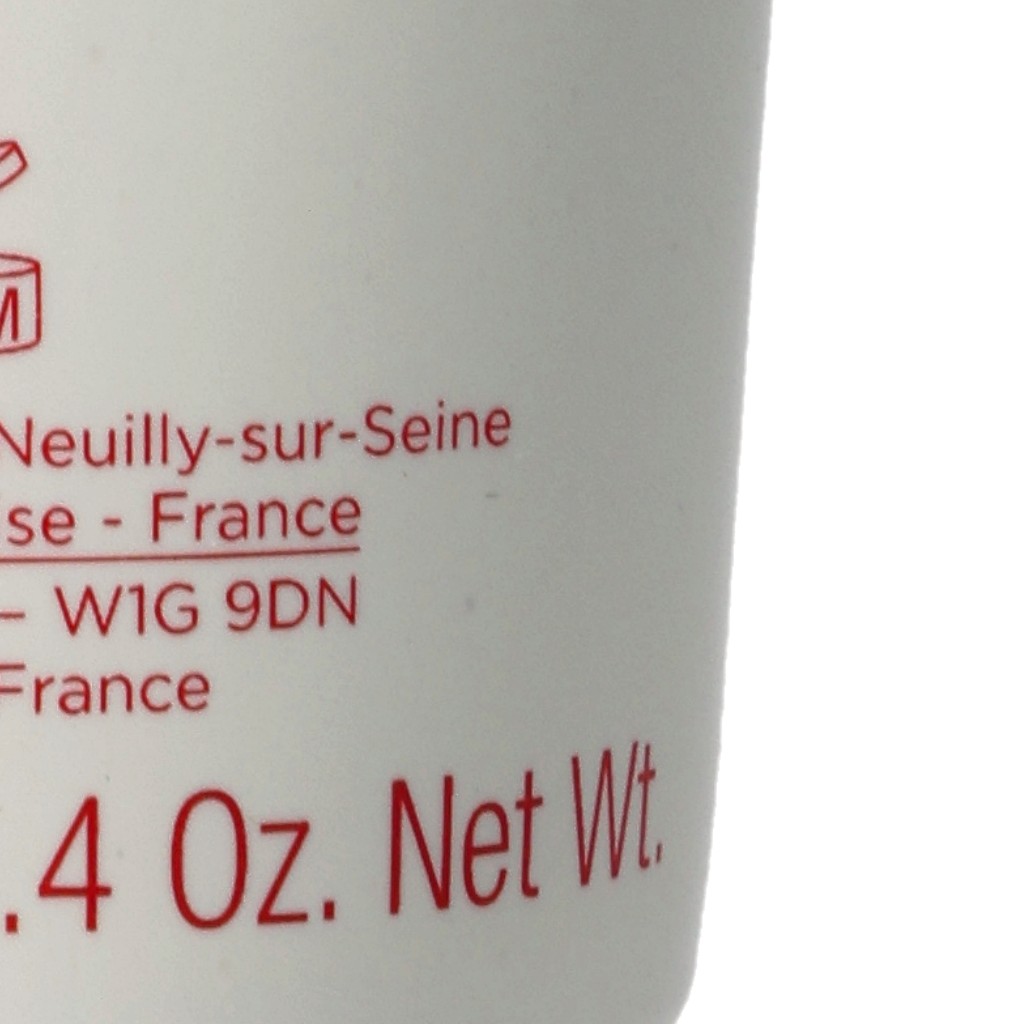 M
Neuilly-sur-Seine
se - France
– W1G 9DN
France
.4 Oz. Net Wt.